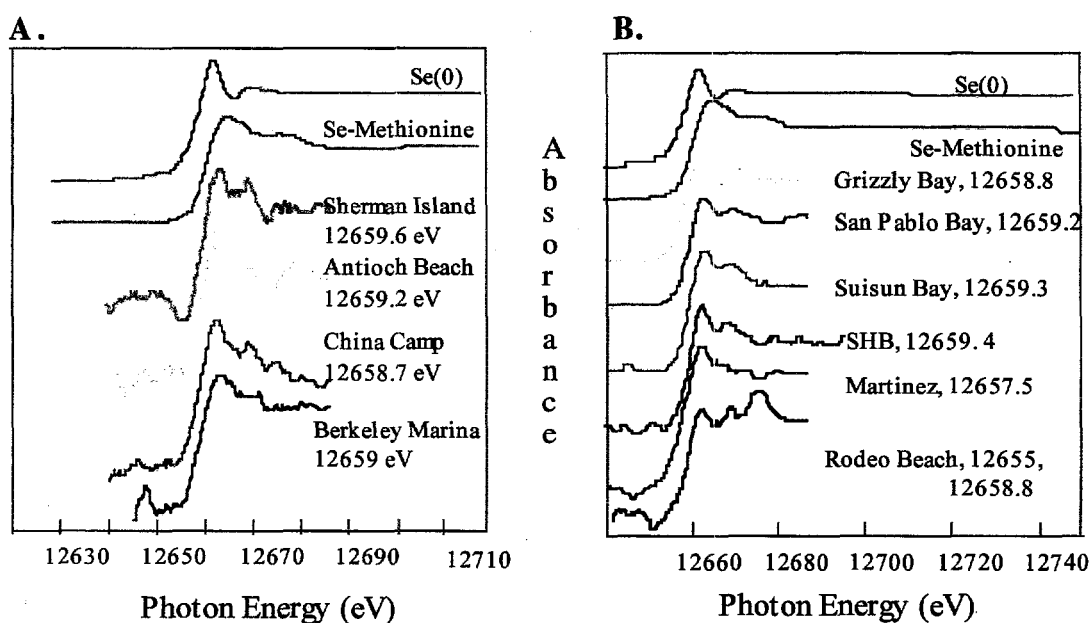 A.
Se(0)
Se-Methionine
Sherman Island
12659.6 eV
Antioch Beach
12659.2 eV
China Camp
12658.7 eV
Berkeley Marina
12659 eV
12630 12650 12670 12690 12710
Photon Energy (eV)
Absorbance
B.
Se(0)
Se-Methionine
Grizzly Bay, 12658.8
San Pablo Bay, 12659.2
Suisun Bay, 12659.3
SHB, 12659.4
Martinez, 12657.5
Rodeo Beach, 12655,
12658.8
12660 12680 12700 12720 12740
Photon Energy (eV)